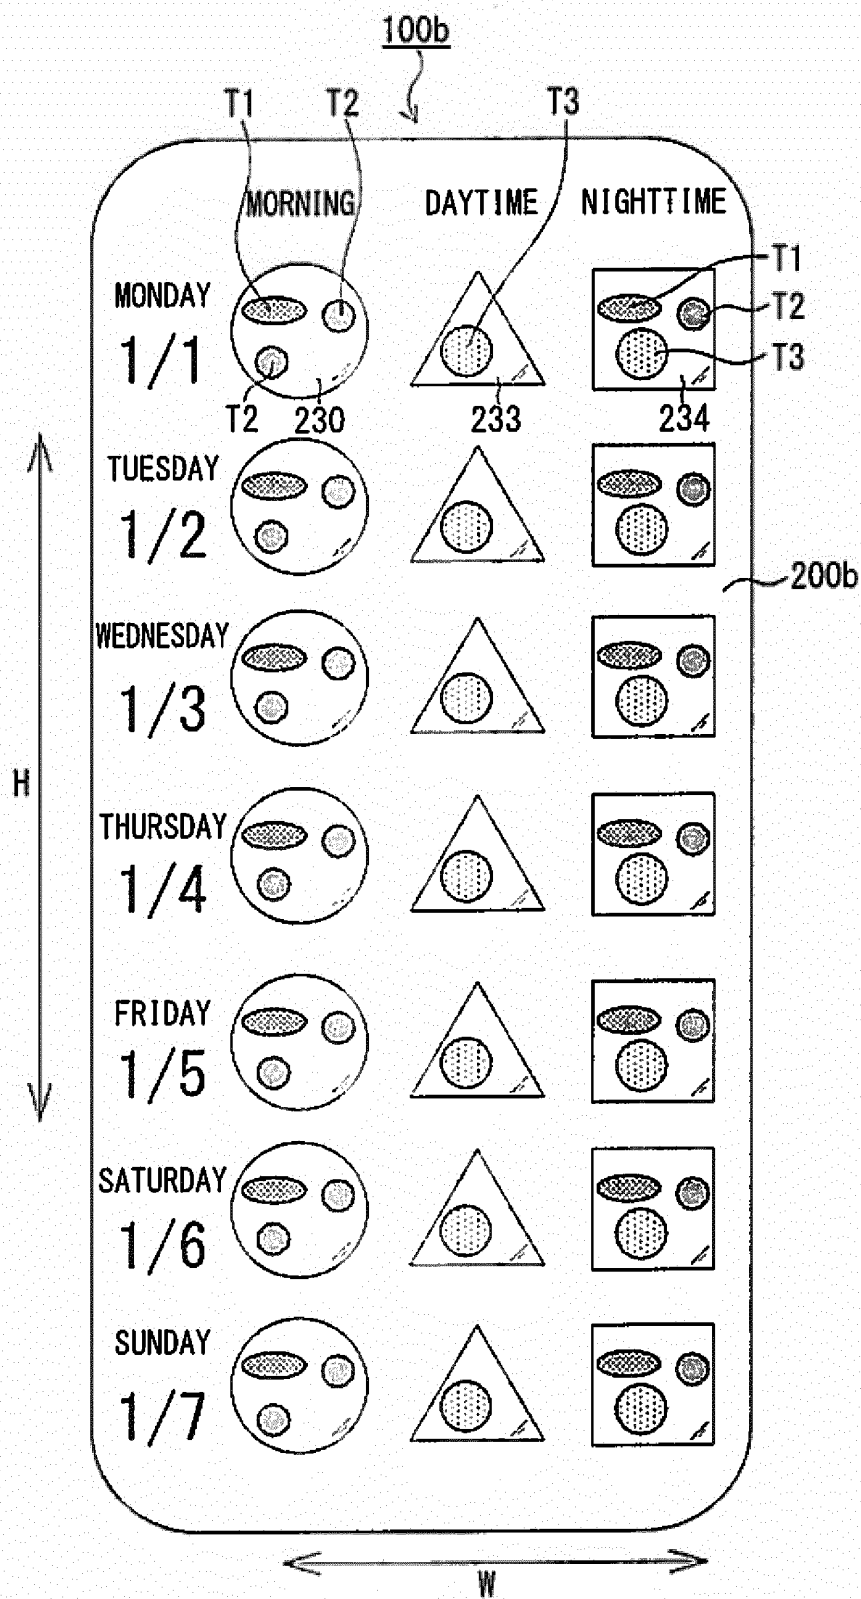 100b
T1 T2 T3
MORNING DAYTIME NIGHTTIME
T1
MONDAY
T2
1/1
T3
T2 230 233 234
TUESDAY
1/2
200b
WEDNESDAY
1/3
H
THURSDAY
1/4
FRIDAY
1/5
SATURDAY
1/6
SUNDAY
1/7
W